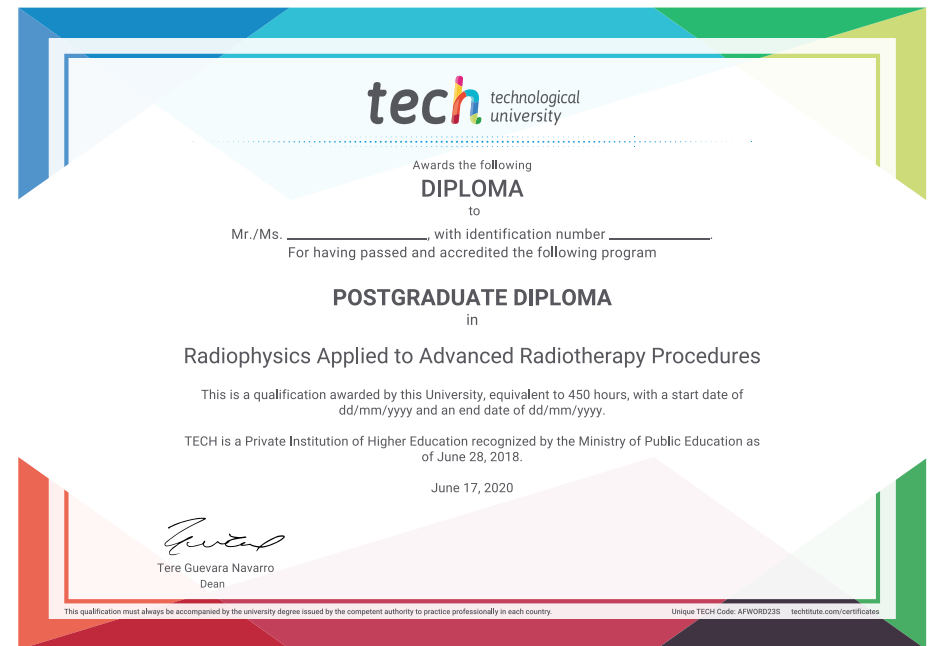 tech technological
university
Awards the following
DIPLOMA
to
Mr./Ms. ____________________, with identification number ______________.
For having passed and accredited the following program
POSTGRADUATE DIPLOMA
in
Radiophysics Applied to Advanced Radiotherapy Procedures
This is a qualification awarded by this University, equivalent to 450 hours, with a start date of
dd/mm/yyyy and an end date of dd/mm/yyyy.
TECH is a Private Institution of Higher Education recognized by the Ministry of Public Education as
of June 28, 2018.
June 17, 2020
Tere Guevara Navarro
Dean
This qualification must always be accompanied by the university degree issued by the competent authority to practice professionally in each country.
Unique TECH Code: AFWORD23S techtitute.com/certificates